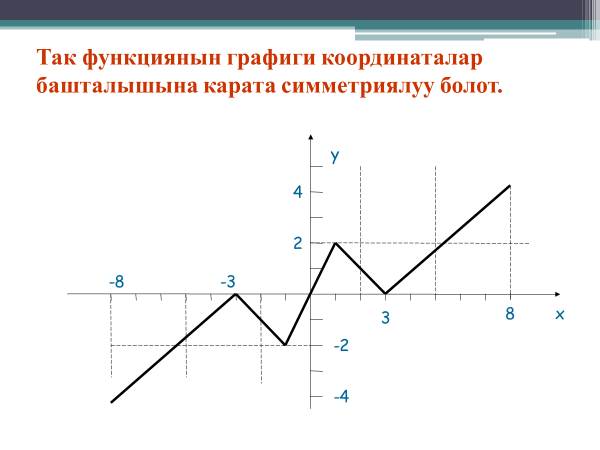 Так функциянын графиги координаталар
башталышына карата симметриялуу болот.
y
4
2
-8
-3
3
8
x
-2
-4